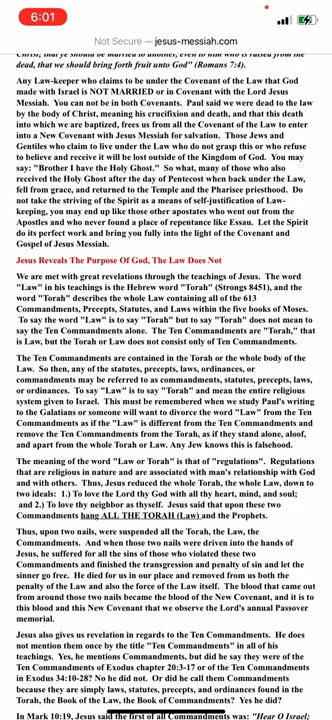 6:01
Not Secure — jesus-messiah.com
dead, that we should bring forth fruit unto God" (Romans 7:4).
Any Law-keeper who claims to be under the Covenant of the Law that God
made with Israel is NOT MARRIED or in Covenant with the Lord Jesus
Messiah. You can not be in both Covenants. Paul said we were dead to the law
by the body of Christ, meaning his crucifixion and death, and that this death
into which we are baptized, frees us from all the Covenant of the Law to enter
into a New Covenant with Jesus Messiah for salvation. Those Jews and
Gentiles who claim to live under the Law who do not grasp this or who refuse
to believe and receive it will be lost outside of the Kingdom of God. You may
say: "Brother I have the Holy Ghost." So what, many of those who also
received the Holy Ghost after the day of Pentecost when back under the Law,
fell from grace, and returned to the Temple and the Pharisee priesthood. Do
not take the striving of the Spirit as a means of self-justification of Law-
keeping, you may end up like those other apostates who went out from the
Apostles and who never found a place of repentance like Essau. Let the Spirit
do its perfect work and bring you fully into the light of the Covenant and
Gospel of Jesus Messiah.
Jesus Reveals The Purpose Of God, The Law Does Not
We are met with great revelations through the teachings of Jesus. The word
"Law" in his teachings is the Hebrew word "Torah" (Strongs 8451), and the
word "Torah" describes the whole Law containing all of the 613
Commandments, Precepts, Statutes, and Laws within the five books of Moses.
To say the word "Law" is to say "Torah" but to say "Torah" does not mean to
say the Ten Commandments alone. The Ten Commandments are "Torah," that
is Law, but the Torah or Law does not consist only of Ten Commandments.
The Ten Commandments are contained in the Torah or the whole body of the
Law. So then, any of the statutes, precepts, laws, ordinances, or
commandments may be referred to as commandments, statutes, precepts, laws,
or ordinances. To say "Law" is to say "Torah" and mean the entire religious
system given to Israel. This must be remembered when we study Paul's writing
to the Galatians or someone will want to divorce the word "Law" from the Ten
Commandments as if the "Law" is different from the Ten Commandments and
remove the Ten Commandments from the Torah, as if they stand alone, aloof,
and apart from the whole Torah or Law. Any Jew knows this is falsehood.
The meaning of the word "Law or Torah" is that of "regulations". Regulations
that are religious in nature and are associated with man's relationship with God
and with others. Thus, Jesus reduced the whole Torah, the whole Law, down to
two ideals: 1.) To love the Lord thy God with all thy heart, mind, and soul;
and 2.) To love thy neighbor as thyself. Jesus said that upon these two
Commandments hang ALL THE TORAH (Law) and the Prophets.
Thus, upon two nails, were suspended all the Torah, the Law, the
Commandments. And when those two nails were driven into the hands of
Jesus, he suffered for all the sins of those who violated these two
Commandments and finished the transgression and penalty of sin and let the
sinner go free. He died for us in our place and removed from us both the
penalty of the Law and also the force of the Law itself. The blood that came
out from around those two nails became the blood of the New Covenant, and it is to
this blood and this New Covenant that we observe the Lord's annual Passover
memorial.
Jesus also gives us revelation in regards to the Ten Commandments. He does
not mention them once by the title "Ten Commandments" in all of his
teachings. Yes, he mentions Commands, but did he say they were of the Ten
Commandments of Exodus chapter 20:3-17 or of the Ten Commandments
in Exodus 34:10-28? No he did not. Or did he call them Commandments
because they are simply laws, statutes, precepts, and ordinances found in the
Torah, the Book of the Law, the Book of Commandments? Yes he did?
In Mark 10:19, Jesus said the first of all Commandments was: "Hear O Israel;